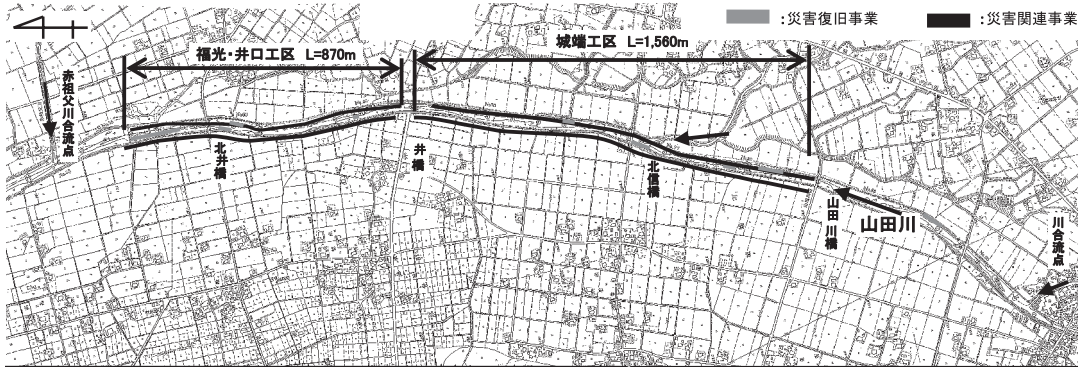 :災害復旧事業
:災害関連事業
福光・井口工区 L=870m
城端工区 L=1,560m
赤祖父川合流点
北井橋
井橋
北信橋
山田川橋
山田川
川合流点